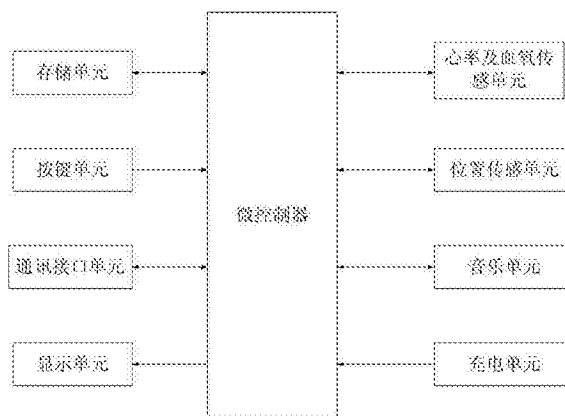 存储单元
按键单元
通讯接口单元
显示单元
微控制器
心率及血氧传
感单元
位置传感单元
音乐单元
充电单元